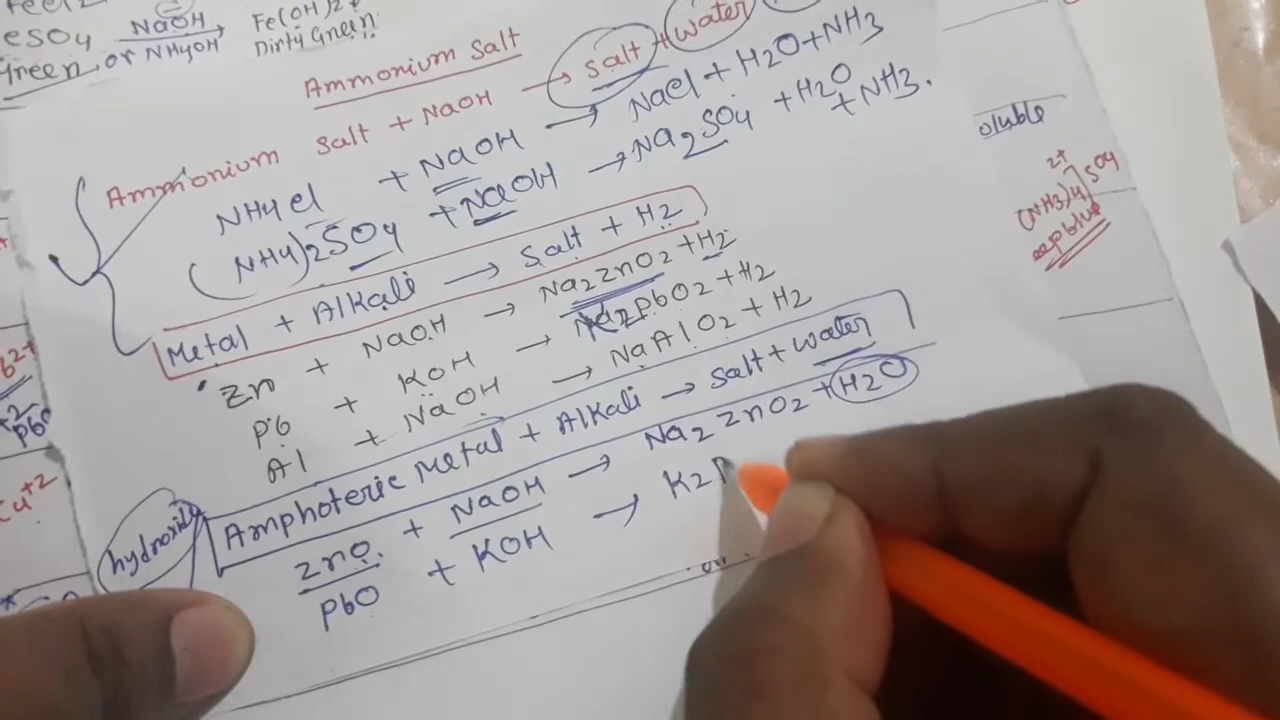 eSO4 NaOH Fe(OH)2↓
Green or NH4OH Dirty Green
Ammonium Salt
Ammonium Salt + NaOH → Salt + water
NH4Cl + NaOH → NaCl + H2O + NH3
(NH4)2SO4 + NaOH → Na2SO4 + H2O + NH3.
Metal + Alkali → Salt + H2
Zn + NaOH → Na2ZnO2 + H2
Pb + KOH → K2PbO2 + H2
Al + NaOH → NaAlO2 + H2
Amphoteric Metal + Alkali → Salt + water
ZnO + NaOH → Na2ZnO2 + H2O
PbO + KOH → K2P
oluble
2+
(NH3)4]SO4